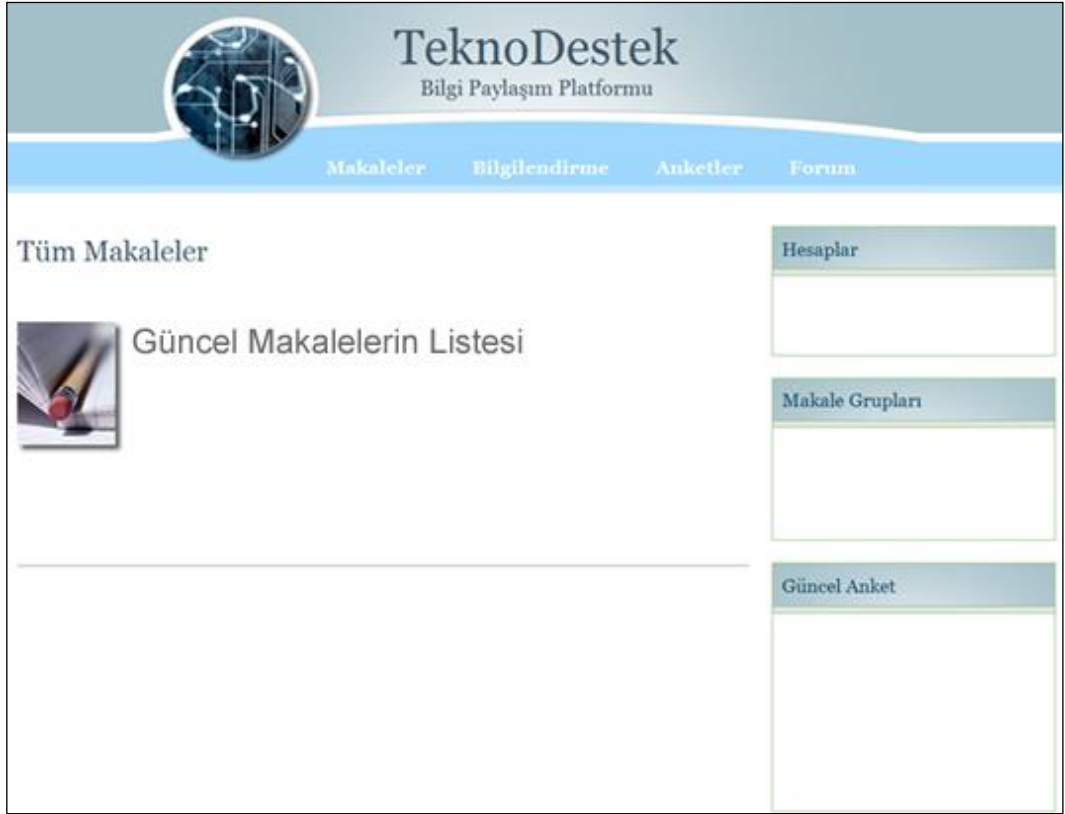 TeknoDestek
Bilgi Paylaşım Platformu
Makaleler Bilgilendirme Anketler Forum
Tüm Makaleler
Güncel Makalelerin Listesi
Hesaplar
Makale Grupları
Güncel Anket